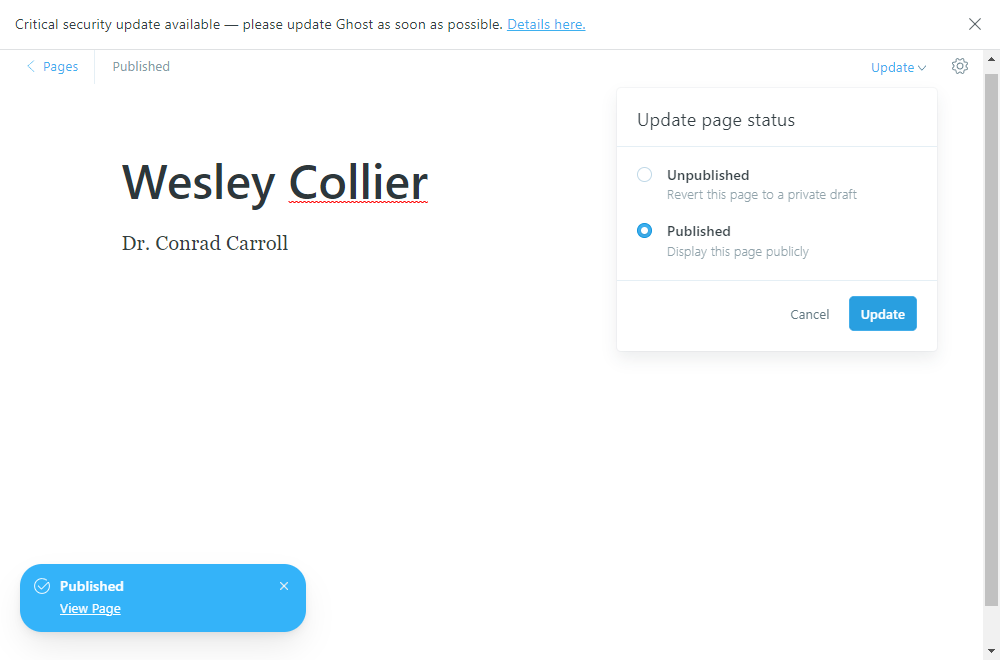 Critical security update available — please update Ghost as soon as possible. Details here.
Pages
Published
Update
Update page status
Unpublished
Revert this page to a private draft
Published
Display this page publicly
Cancel
Update
Wesley Collier
Dr. Conrad Carroll
Published
View Page